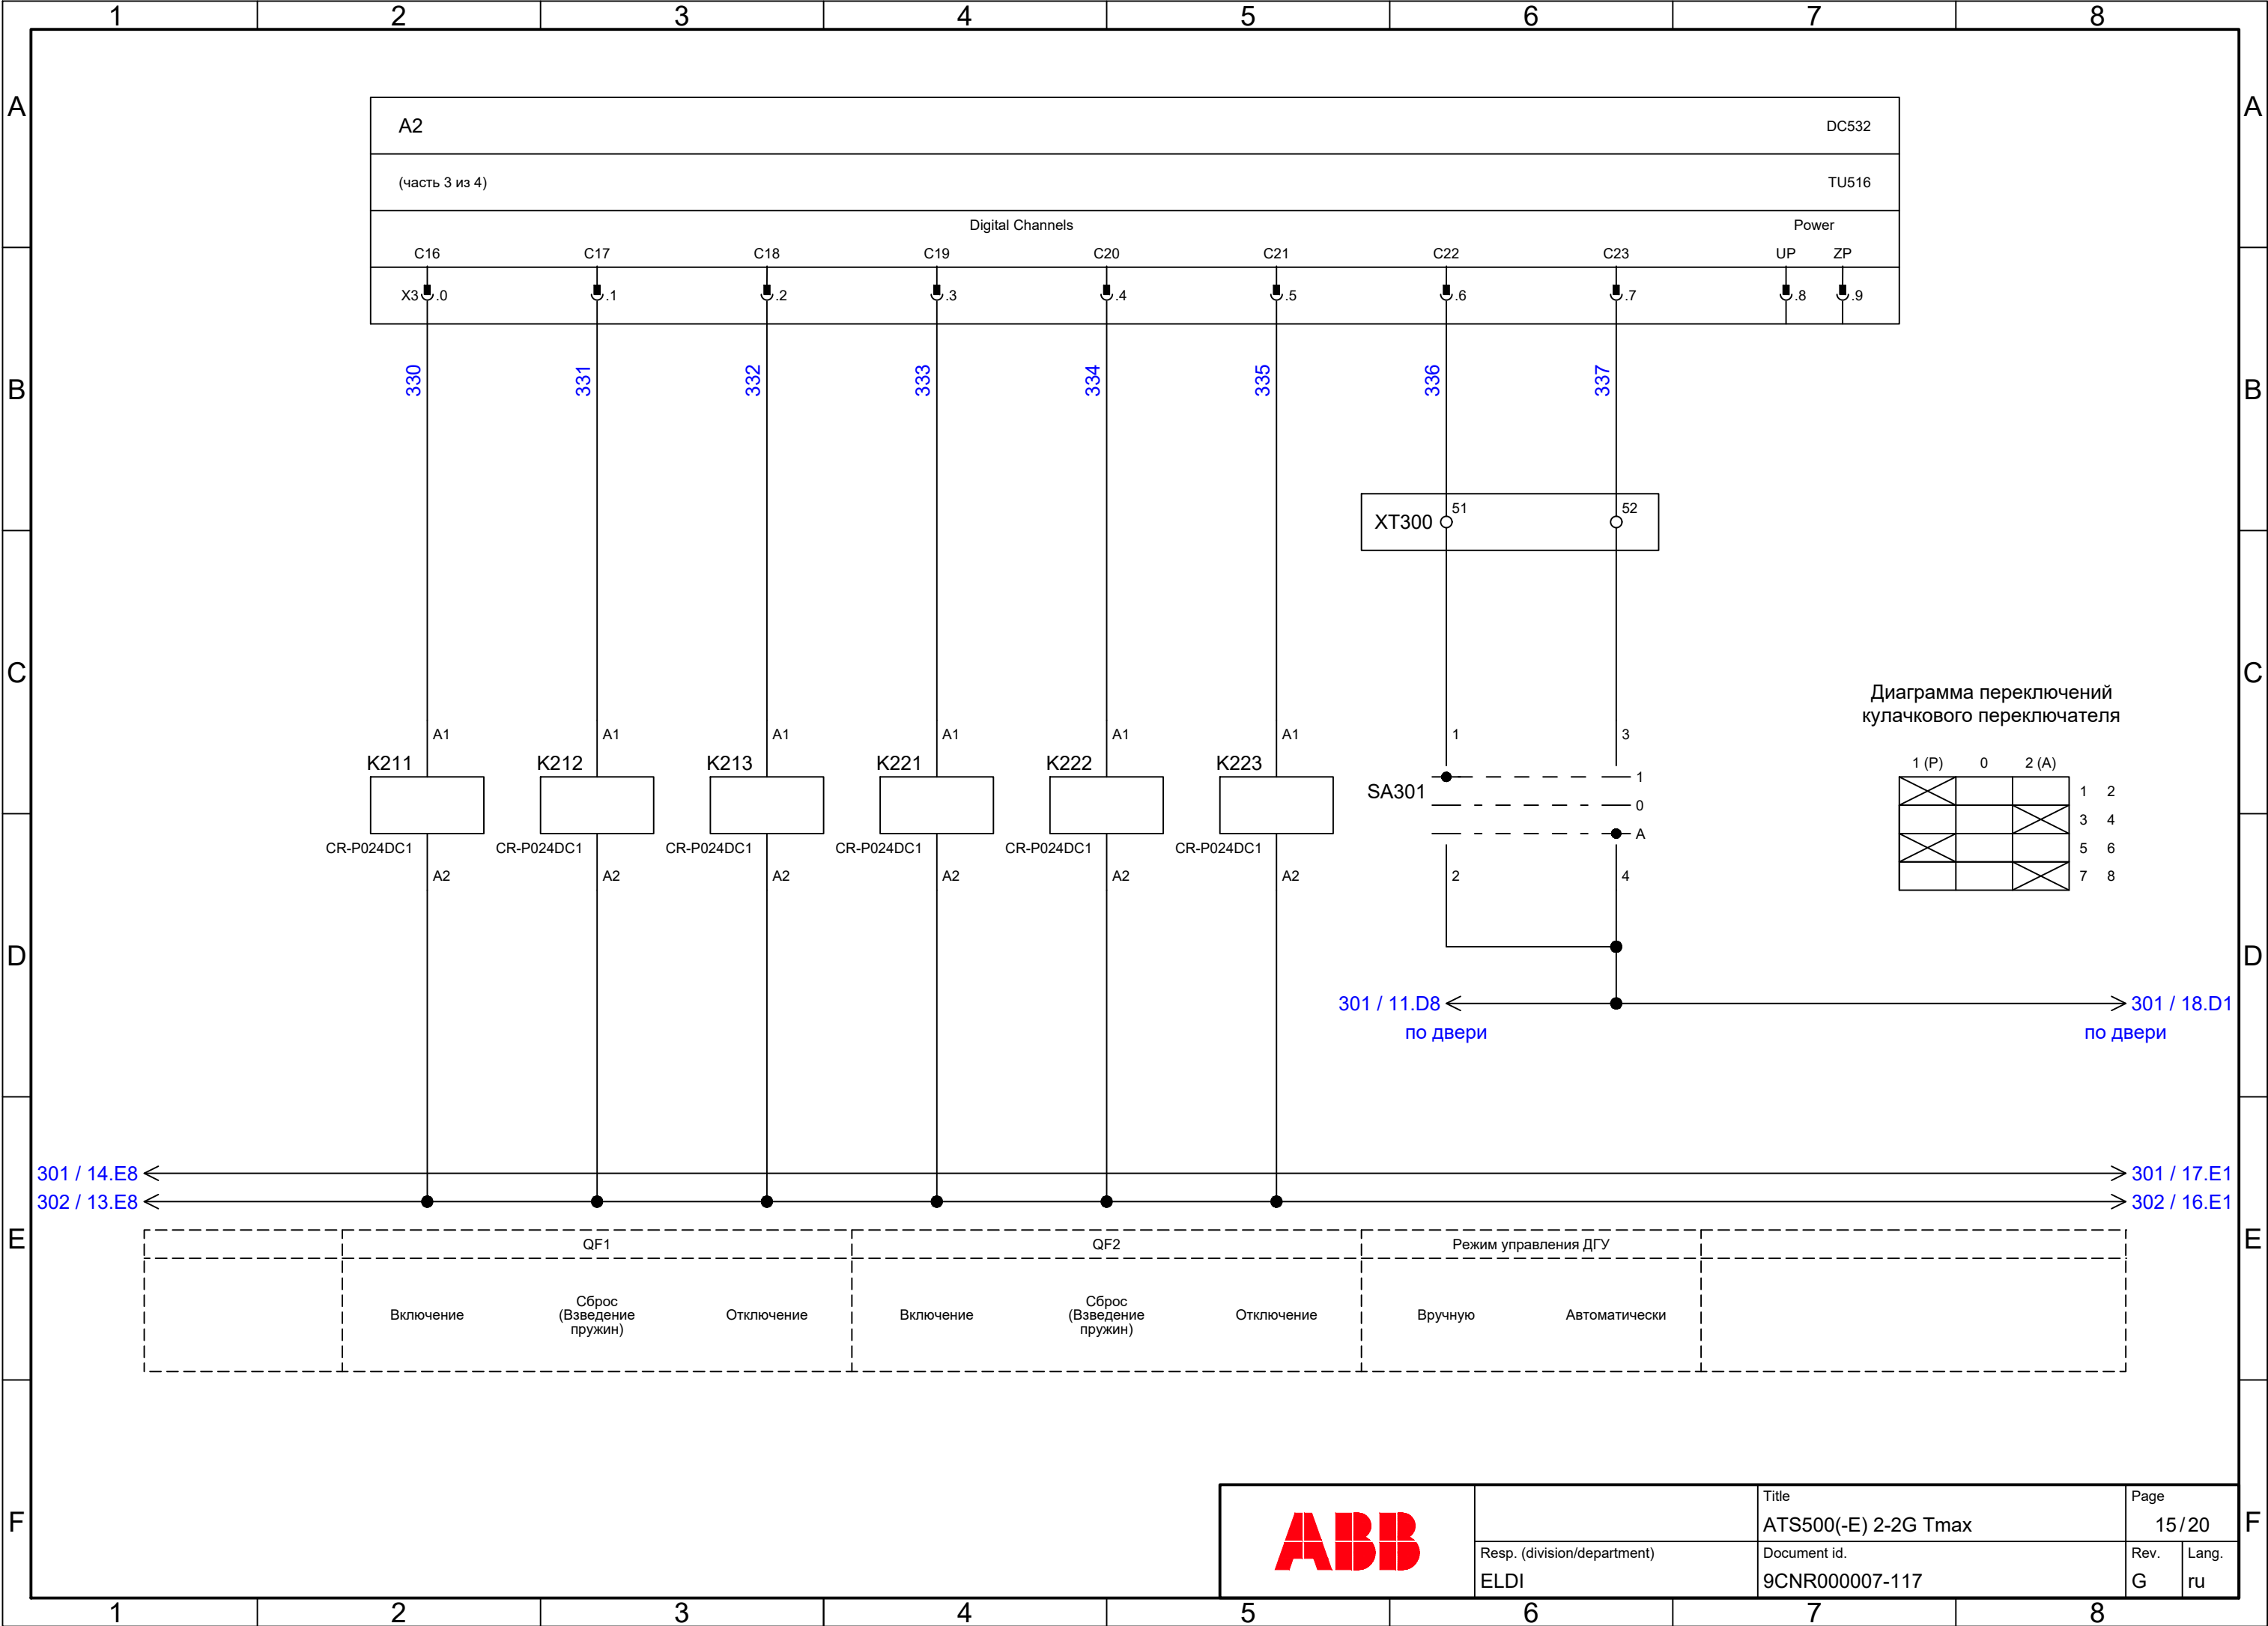 1 2 3 4 5 6 7 8
A A
A2 DC532
(часть 3 из 4) TU516
Digital Channels Power
C16 C17 C18 C19 C20 C21 C22 C23 UP ZP
X3 .0 .1 .2 .3 .4 .5 .6 .7 .8 .9
330 331 332 333 334 335 336 337
B B
51 52
XT300
C C
Диаграмма переключений
кулачкового переключателя
A1 A1 A1 A1 A1 A1 1 3
K211 K212 K213 K221 K222 K223
1 (P) 0 2 (A)
1
SA301
0
A
1 2
3 4
5 6
7 8
CR-P024DC1 CR-P024DC1 CR-P024DC1 CR-P024DC1 CR-P024DC1 CR-P024DC1
A2 A2 A2 A2 A2 A2 2 4
D D
301 / 11.D8 301 / 18.D1
по двери по двери
301 / 14.E8 301 / 17.E1
302 / 13.E8 302 / 16.E1
E E
QF1 QF2 Режим управления ДГУ
Включение
Сброс
(Взведение
пружин)
Отключение
Включение
Сброс
(Взведение
пружин)
Отключение
Вручную
Автоматически
F F
ABB
Title
ATS500(-E) 2-2G Tmax
Page
15/20
Resp. (division/department)
ELDI
Document id.
9CNR000007-117
Rev.
G
Lang.
ru
1 2 3 4 5 6 7 8